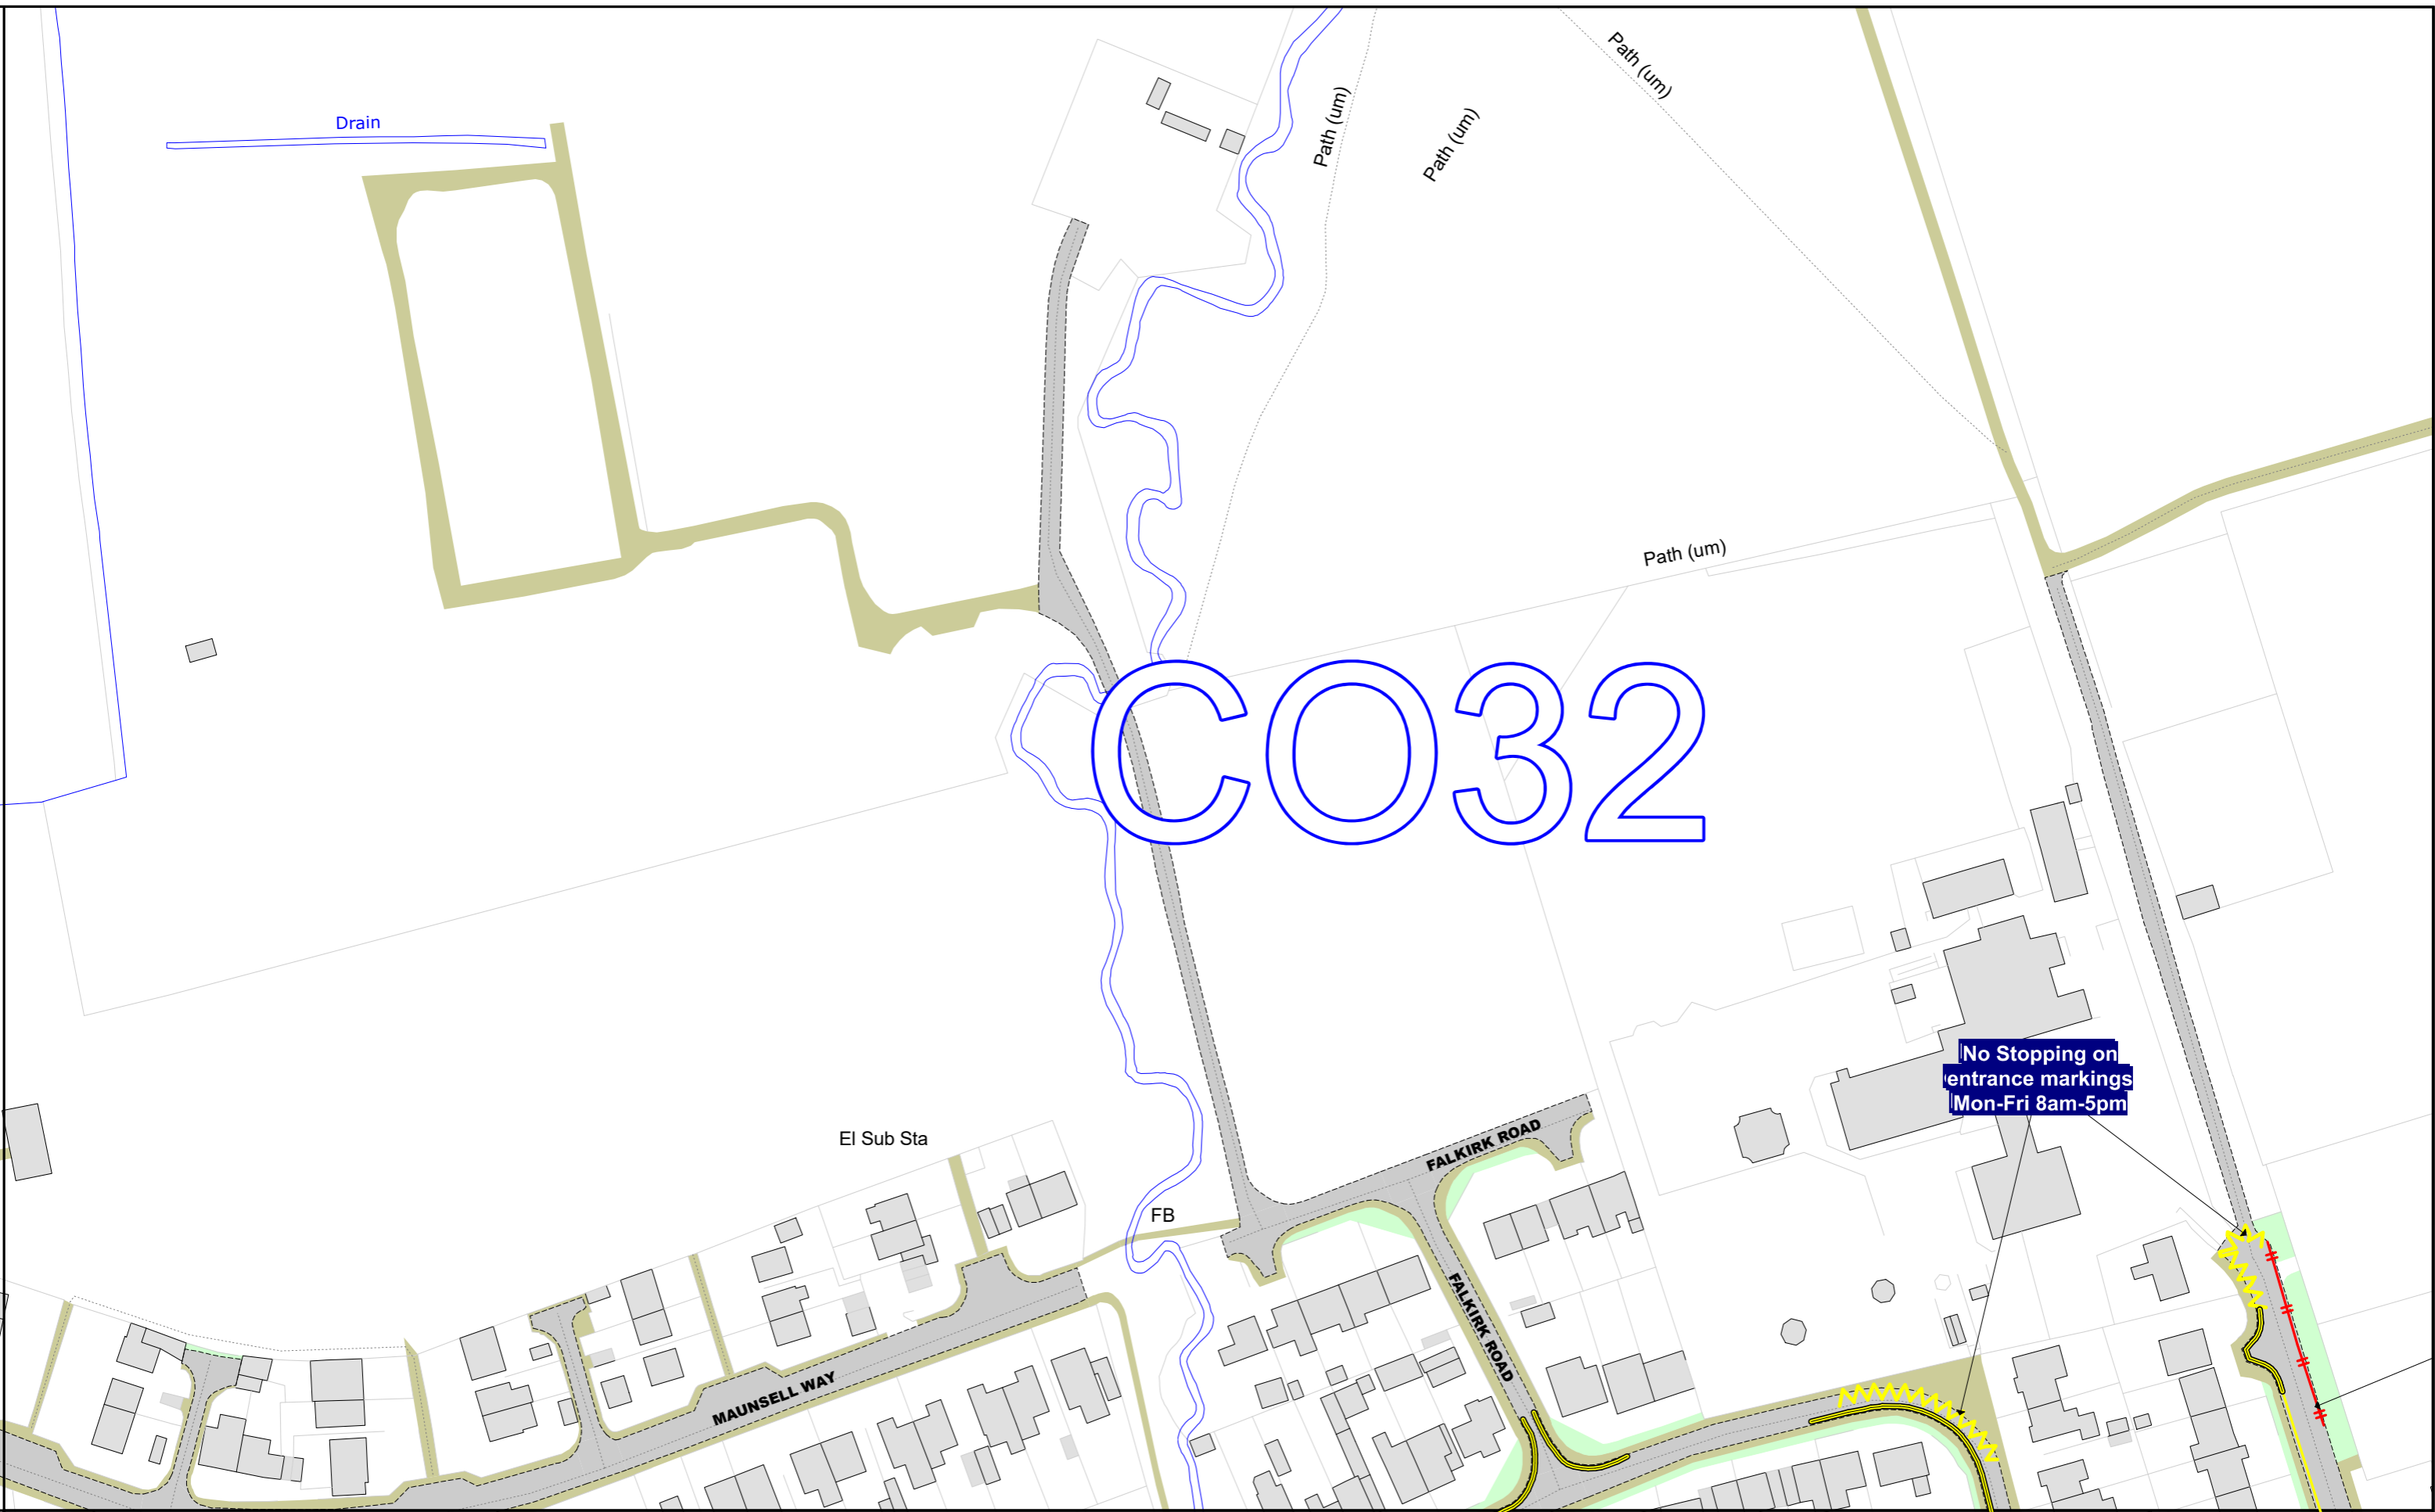 Path (um)
Path (um)
Path (um)
Drain
Path (um)
CO32
No Stopping on
entrance markings
Mon-Fri 8am-5pm
El Sub Sta
FALKIRK ROAD
FB
FALKIRK ROAD
MAUNSELL WAY